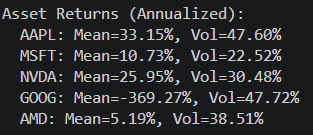 Asset Returns (Annualized):
AAPL: Mean=33.15%, Vol=47.60%
MSFT: Mean=10.73%, Vol=22.52%
NVDA: Mean=25.95%, Vol=30.48%
GOOG: Mean=-369.27%, Vol=47.72%
AMD: Mean=5.19%, Vol=38.51%